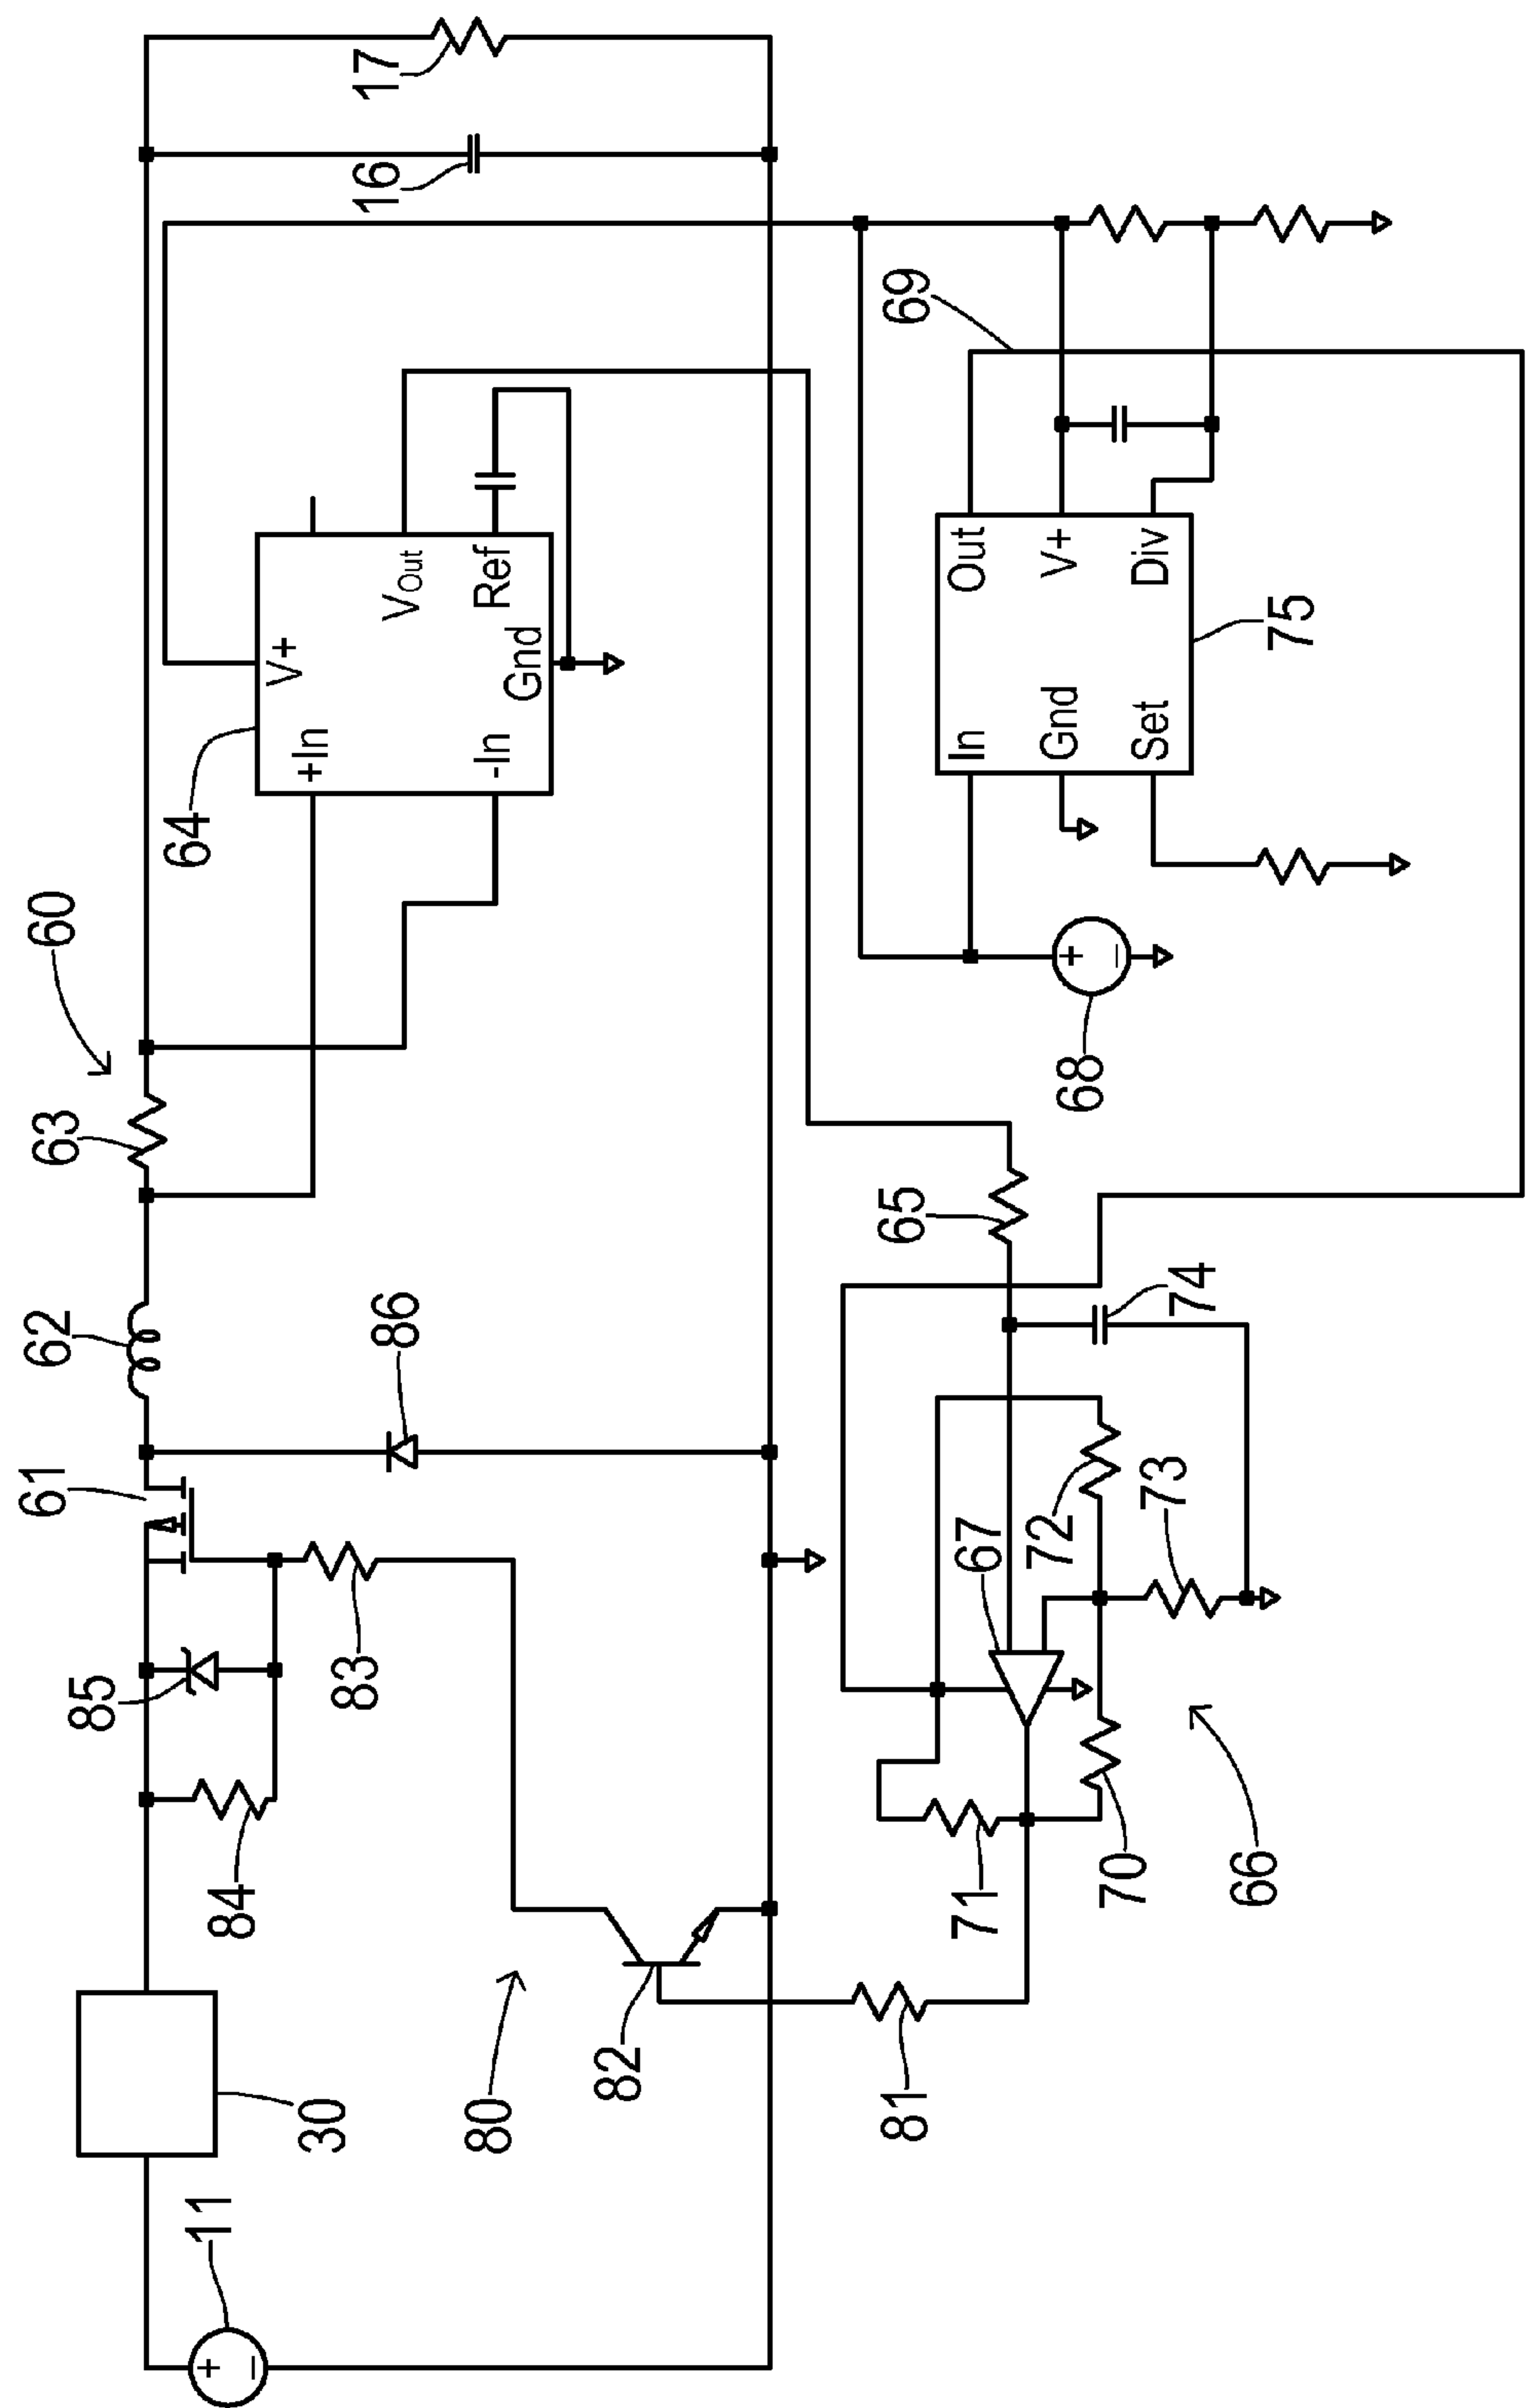 60
61
62
63
64
17
16
85
84
83
86
30
11
80
82
81
V+
+In
-In
VOut
Ref
Gnd
69
65
67
72
73
74
71
70
66
68
In
Out
Gnd
V+
Set
Div
75
+
−
+
−